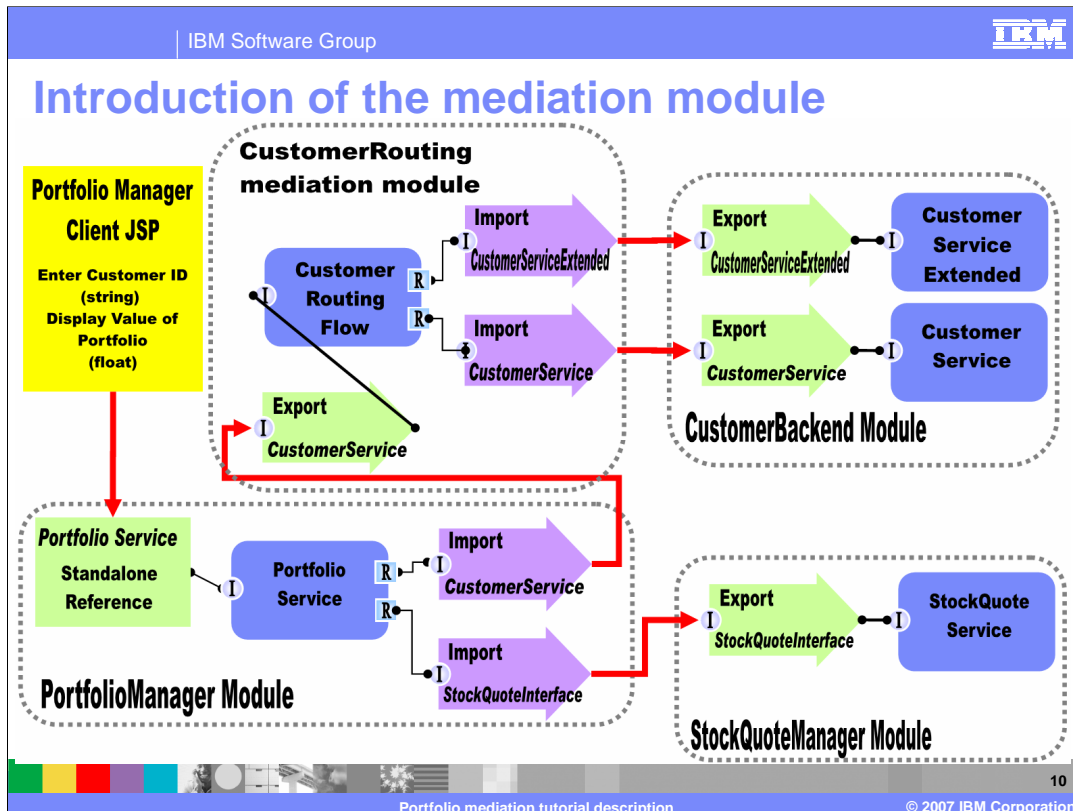 IBM Software Group
IBM
Introduction of the mediation module
Portfolio Manager
Client JSP
Enter Customer ID
(string)
Display Value of
Portfolio
(float)
CustomerRouting
mediation module
I
Customer
Routing
Flow
R
R
Import
I
CustomerServiceExtended
Import
I
CustomerService
Export
I
CustomerService
Export
I
CustomerServiceExtended
I
Customer
Service
Extended
Export
I
CustomerService
I
Customer
Service
CustomerBackend Module
Portfolio Service
Standalone
Reference
I
Portfolio
Service
R
R
Import
I
CustomerService
Import
I
StockQuoteInterface
PortfolioManager Module
Export
I
StockQuoteInterface
I
StockQuote
Service
StockQuoteManager Module
10
Portfolio mediation tutorial description
© 2007 IBM Corporation